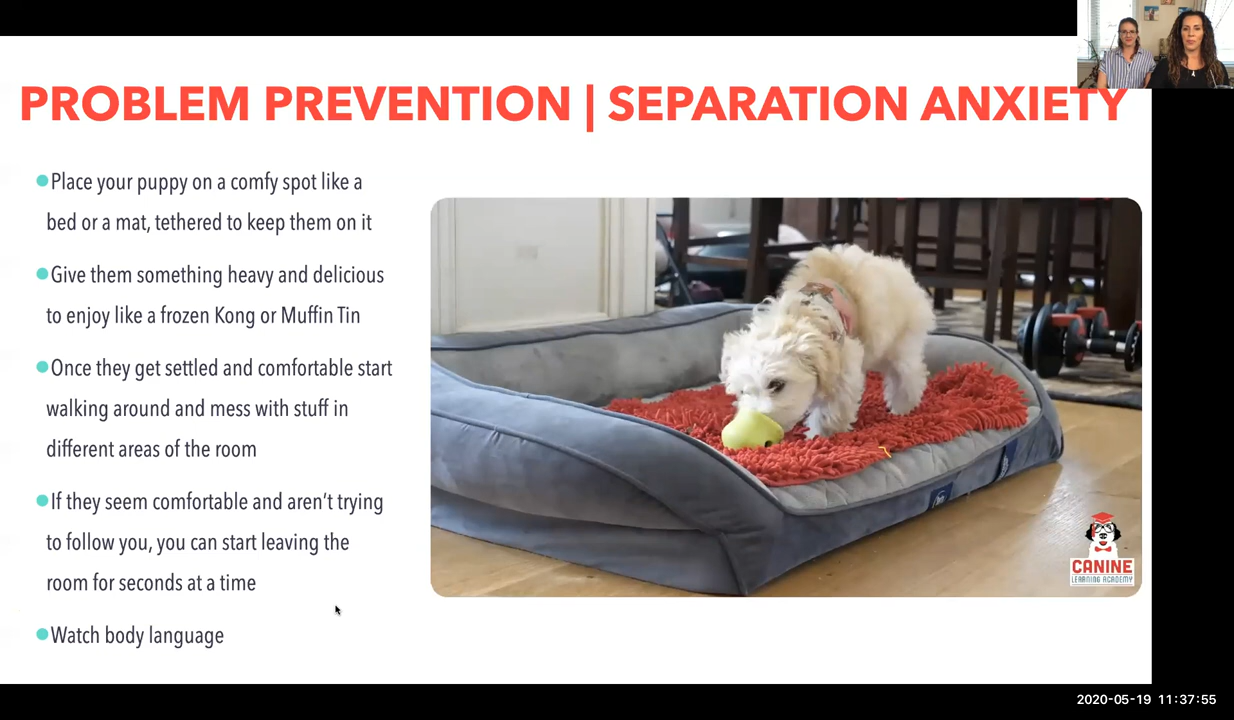 PROBLEM PREVENTION | SEPARATION ANXIETY
Place your puppy on a comfy spot like a
bed or a mat, tethered to keep them on it
Give them something heavy and delicious
to enjoy like a frozen Kong or Muffin Tin
Once they get settled and comfortable start
walking around and mess with stuff in
different areas of the room
If they seem comfortable and aren’t trying
to follow you, you can start leaving the
room for seconds at a time
Watch body language
CANINE
LEARNING ACADEMY
2020-05-19 11:37:55